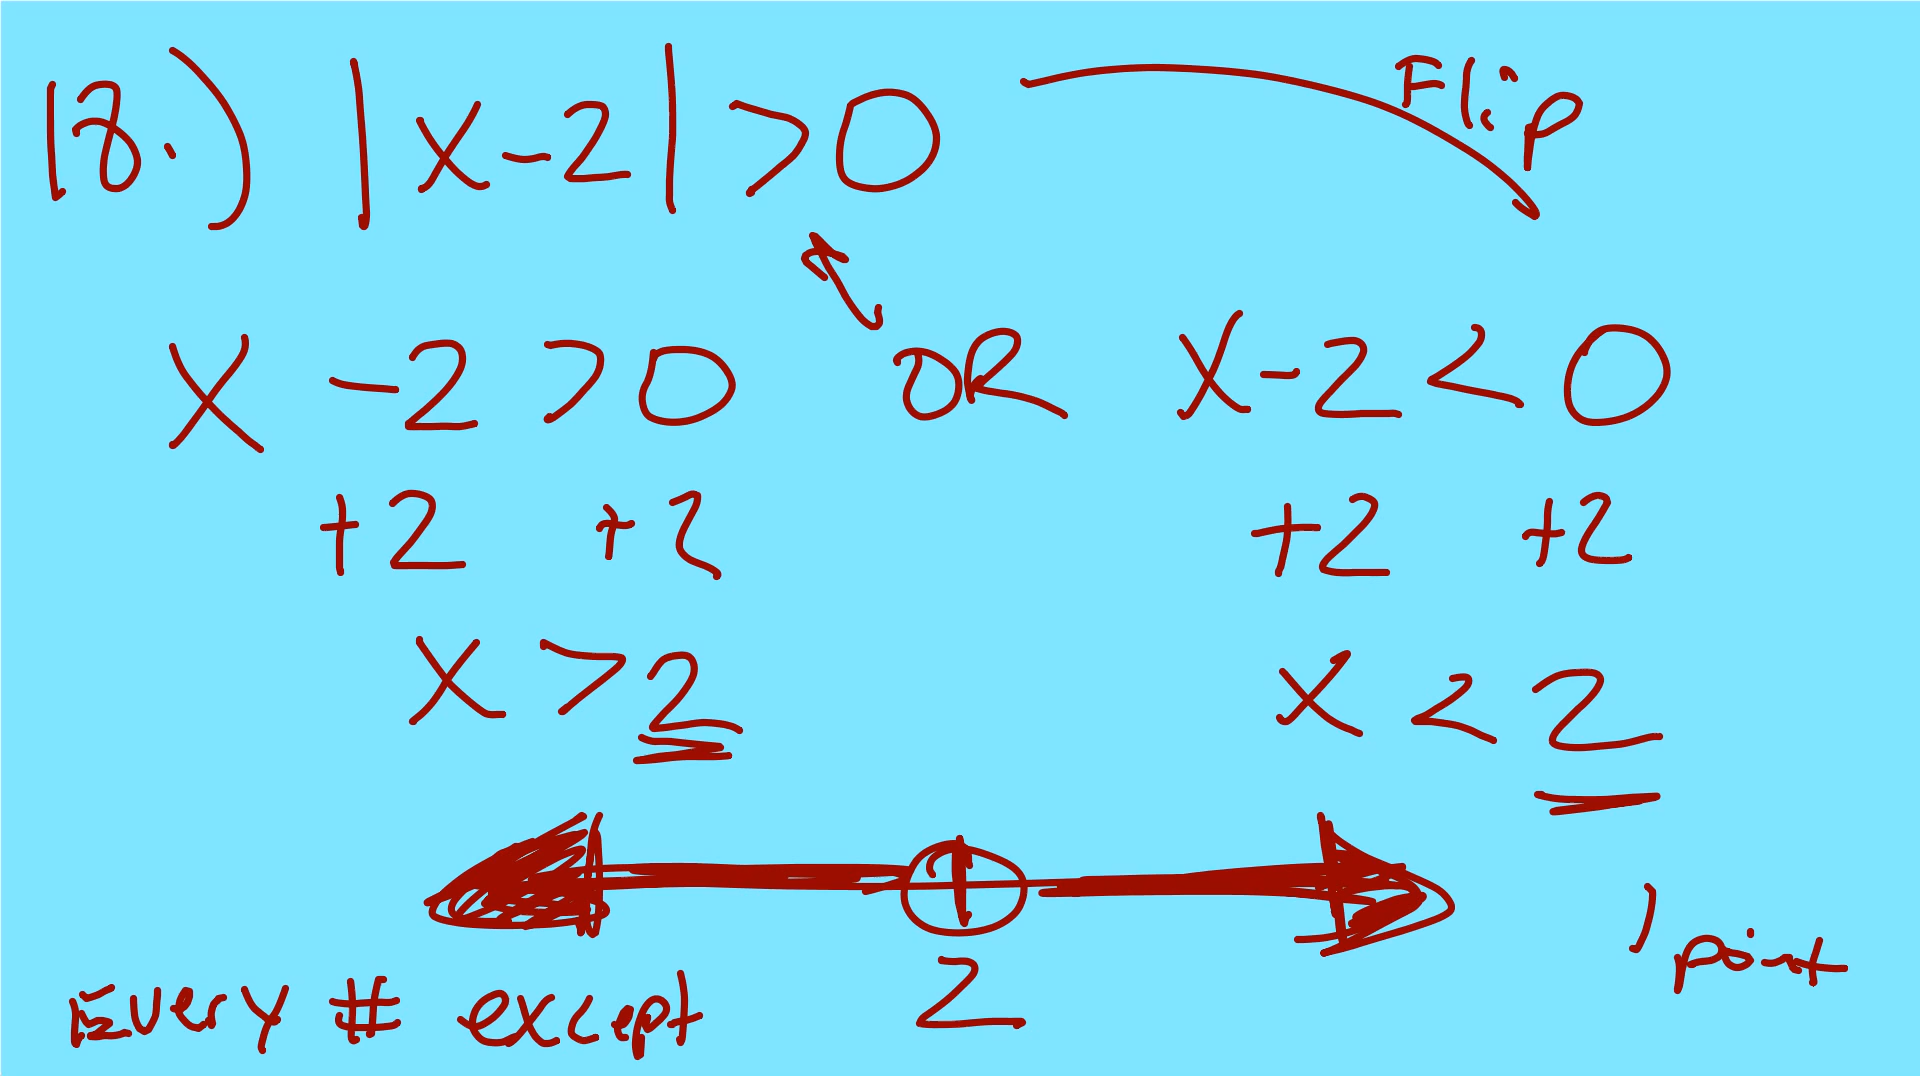 18.) |x-2| >0 Flip
x -2>0 OR x-2<0
+2 +2 +2 +2
x >2 x < 2
2
Every # except 1 point